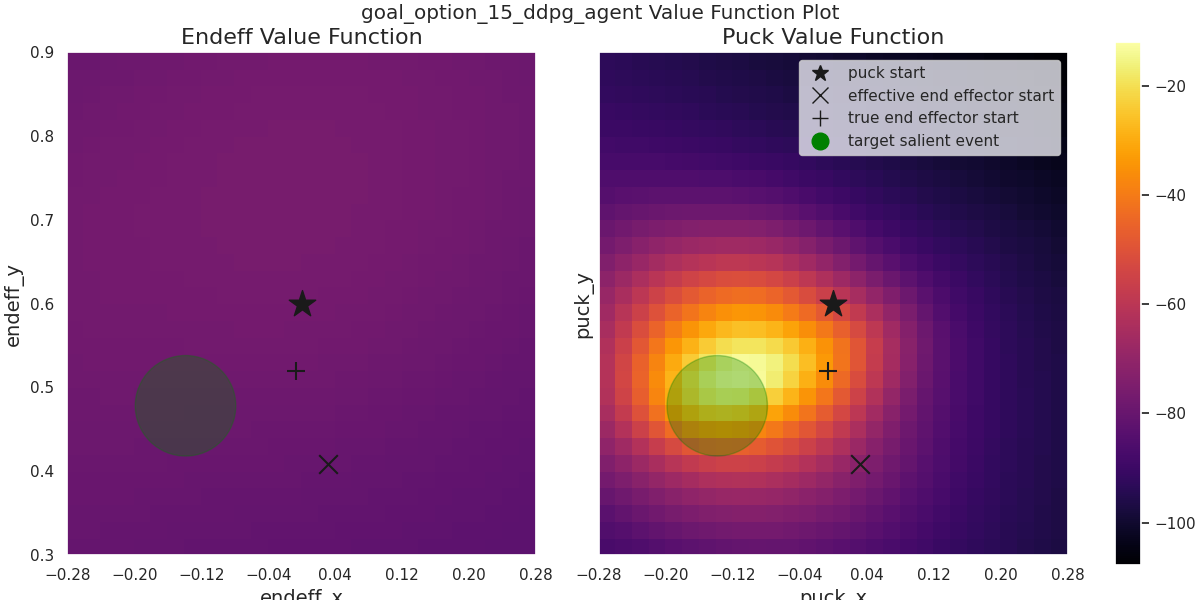 goal_option_15_ddpg_agent Value Function Plot
Endeff Value Function
Puck Value Function
0.9
0.8
0.7
0.6
0.5
0.4
0.3
endeff_y
−0.28 −0.20 −0.12 −0.04 0.04 0.12 0.20 0.28
endeff_x
puck_y
puck start
effective end effector start
true end effector start
target salient event
−0.28 −0.20 −0.12 −0.04 0.04 0.12 0.20 0.28
puck_x
−20
−40
−60
−80
−100